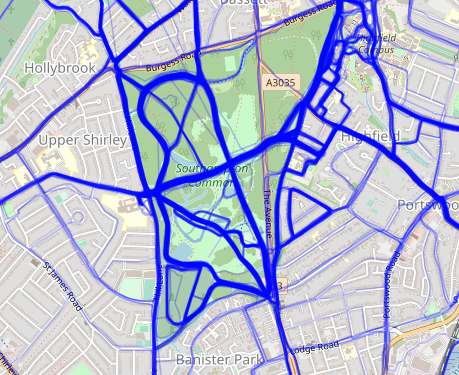 Bassett
Burgess Road
Highfield
Campus
Hollybrook
Burgess Road
A3035
Upper Shirley
Highfield
Southampton
Common
The Avenue
Portswood
St James Road
Portswood Road
Lodge Road
Banister Park